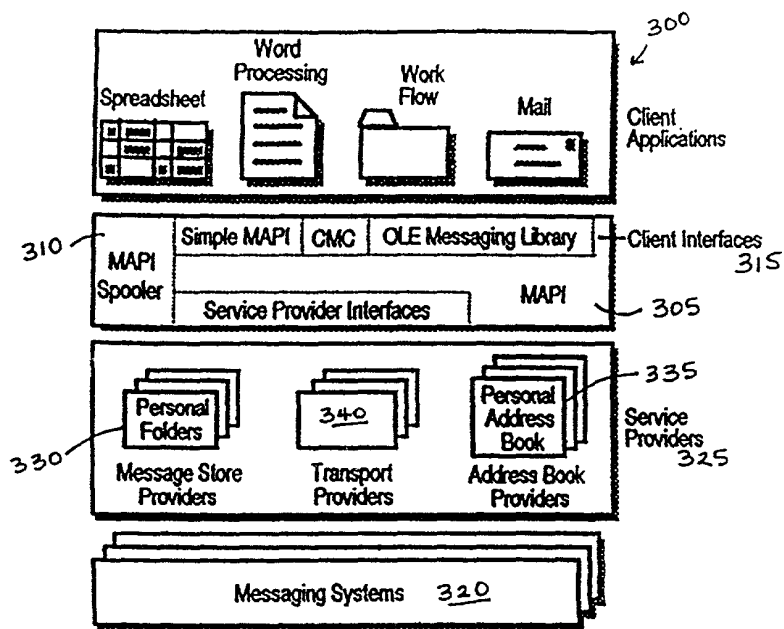 300
Word
Processing
Work
Flow
Spreadsheet
Mail
Client
Applications
310
Simple MAPI
CMC
OLE Messaging Library
Client Interfaces
315
MAPI
Spooler
MAPI
305
Service Provider Interfaces
335
Personal
Folders
340
Personal
Address
Book
Service
Providers
325
330
Message Store
Providers
Transport
Providers
Address Book
Providers
Messaging Systems 320